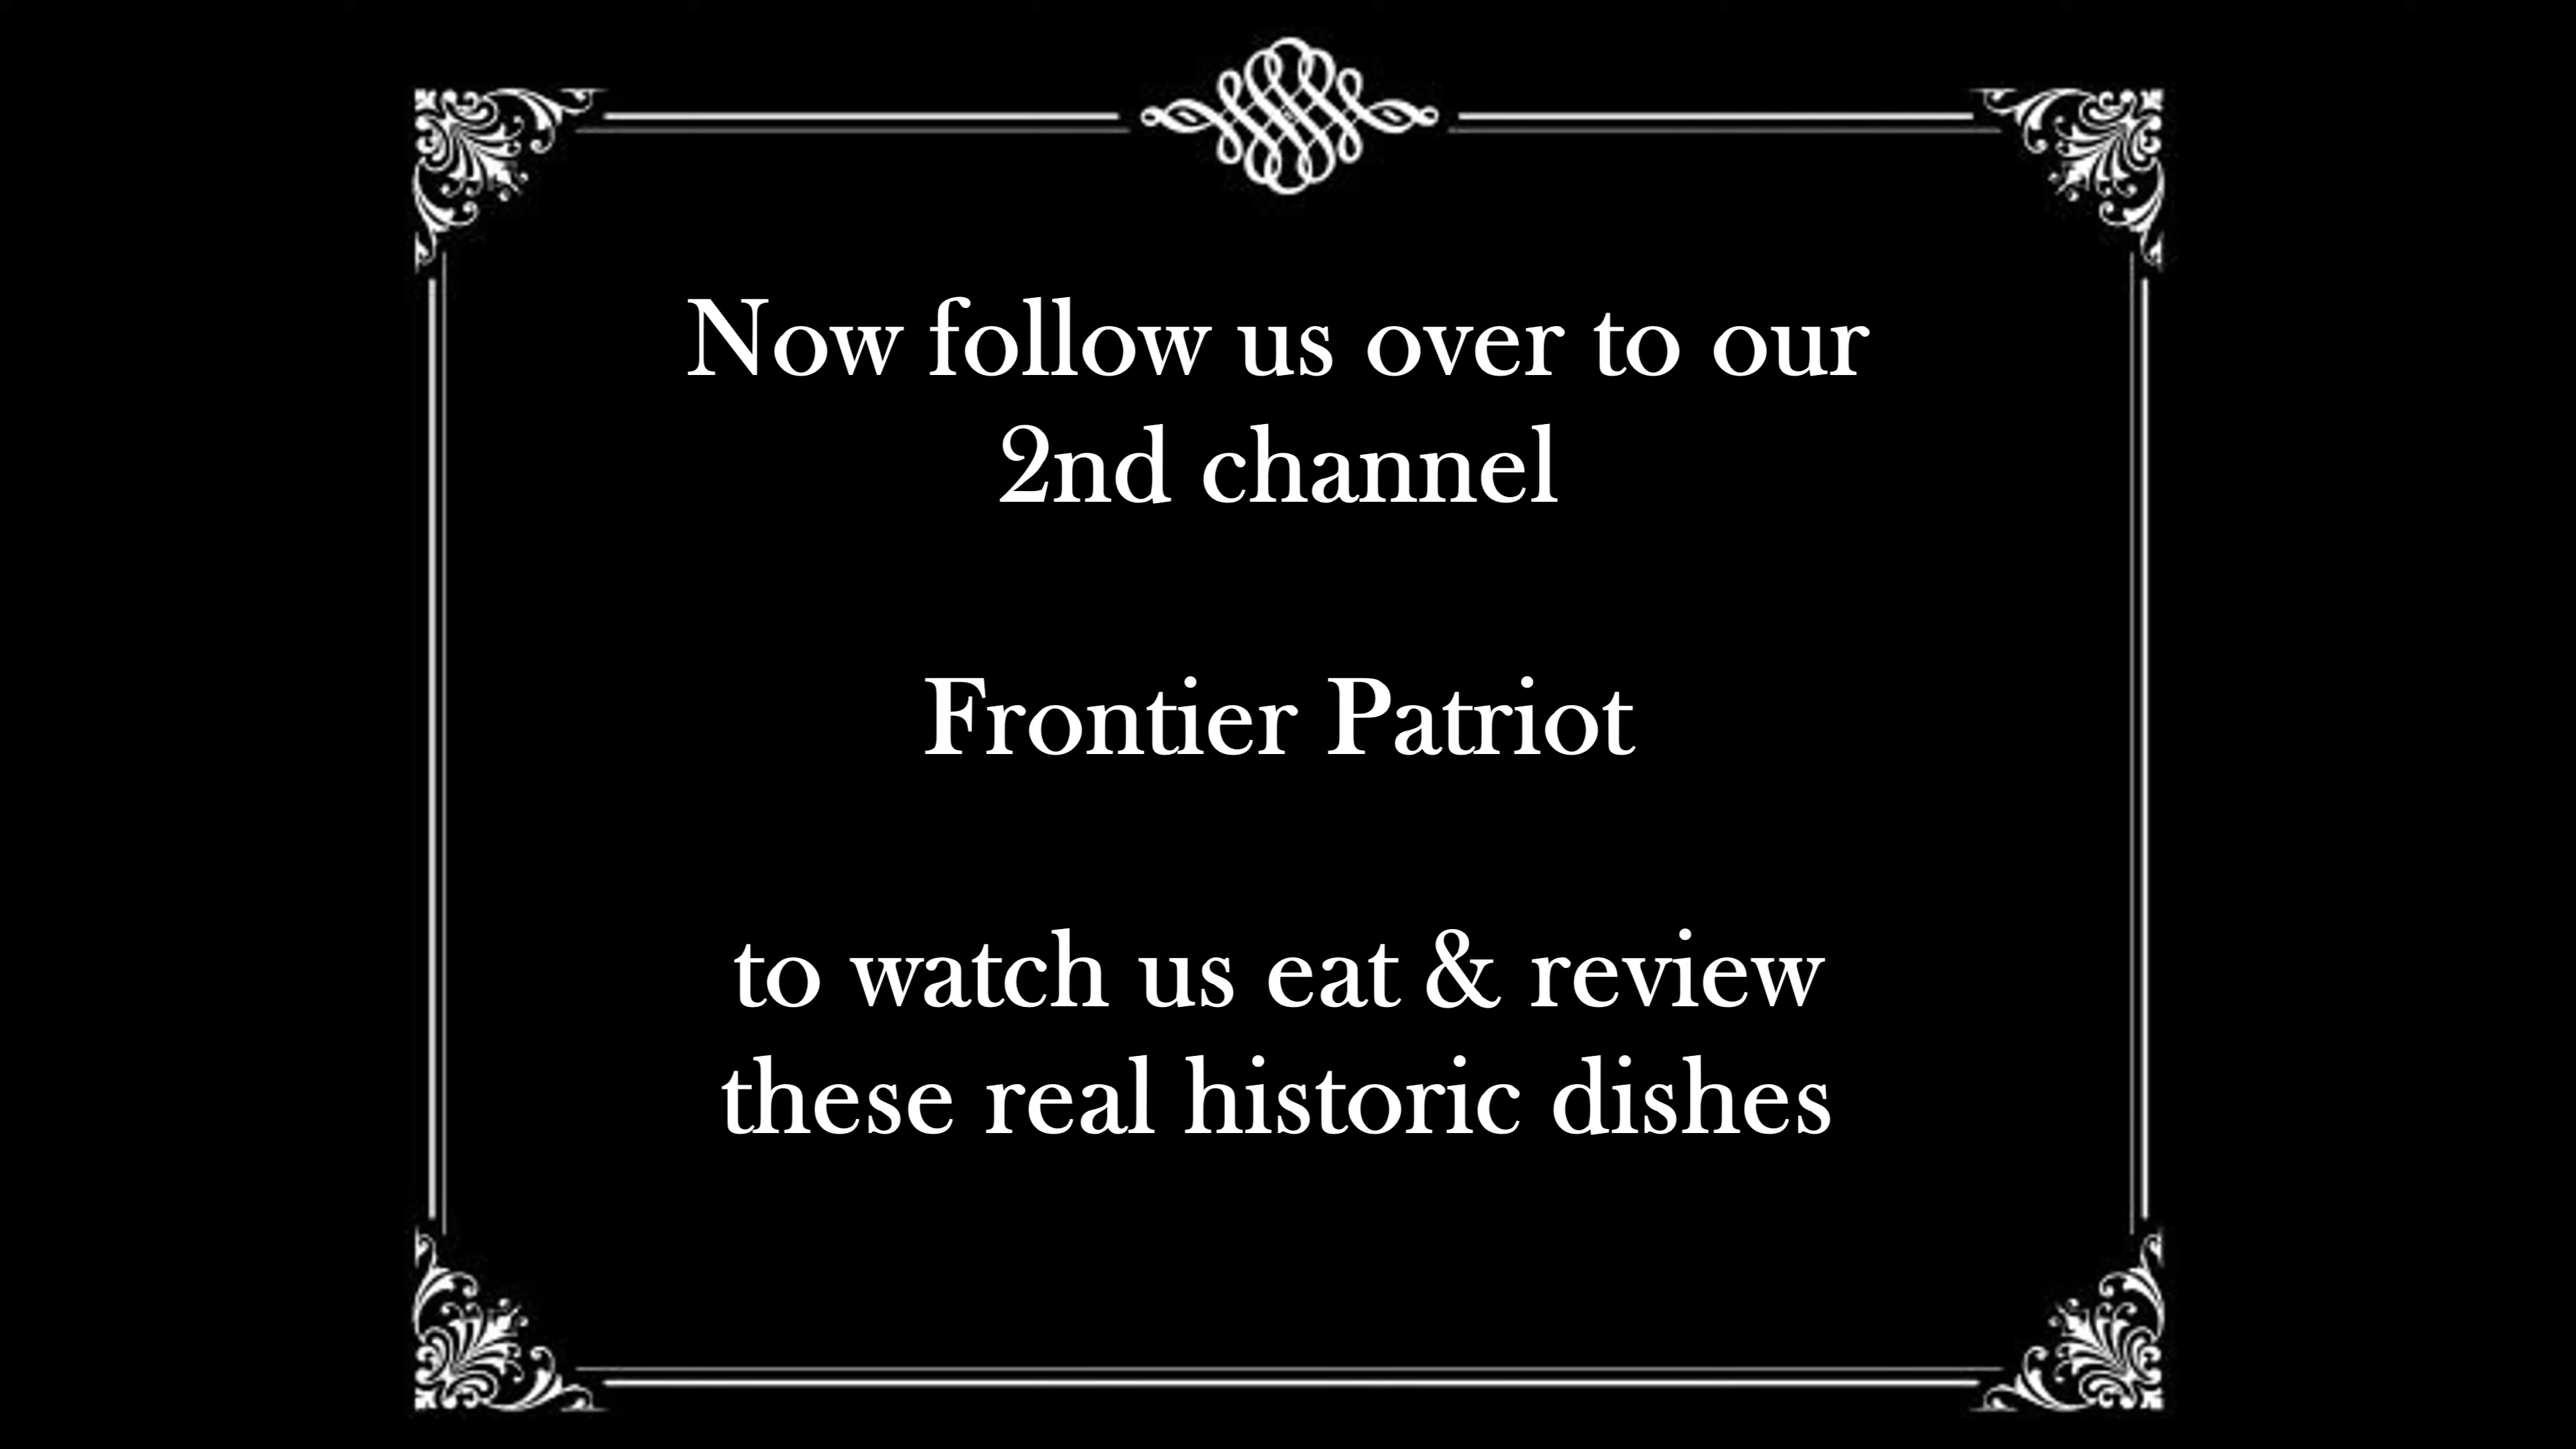 Now follow us over to our
2nd channel
Frontier Patriot
to watch us eat & review
these real historic dishes